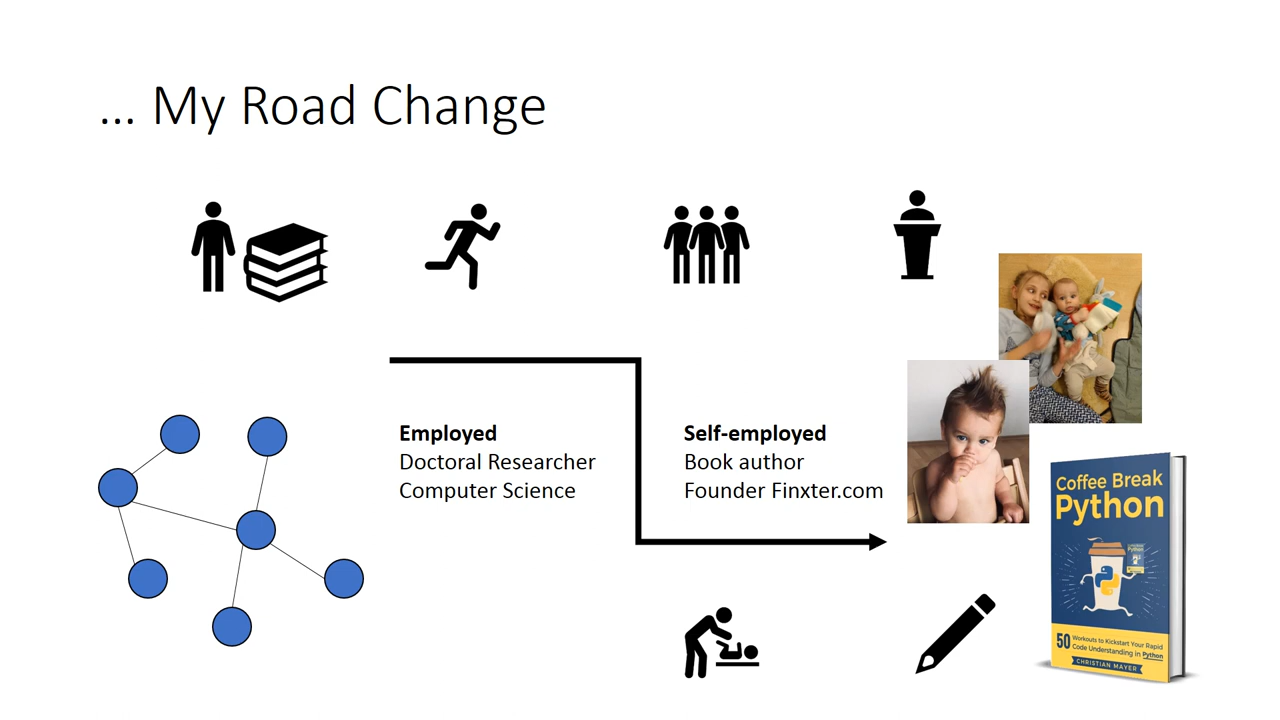 ... My Road Change
Employed
Doctoral Researcher
Computer Science
Self-employed
Book author
Founder Finxter.com
Coffee Break
Python
50 Workouts to Kickstart Your Rapid
Code Understanding in Python
CHRISTIAN MAYER